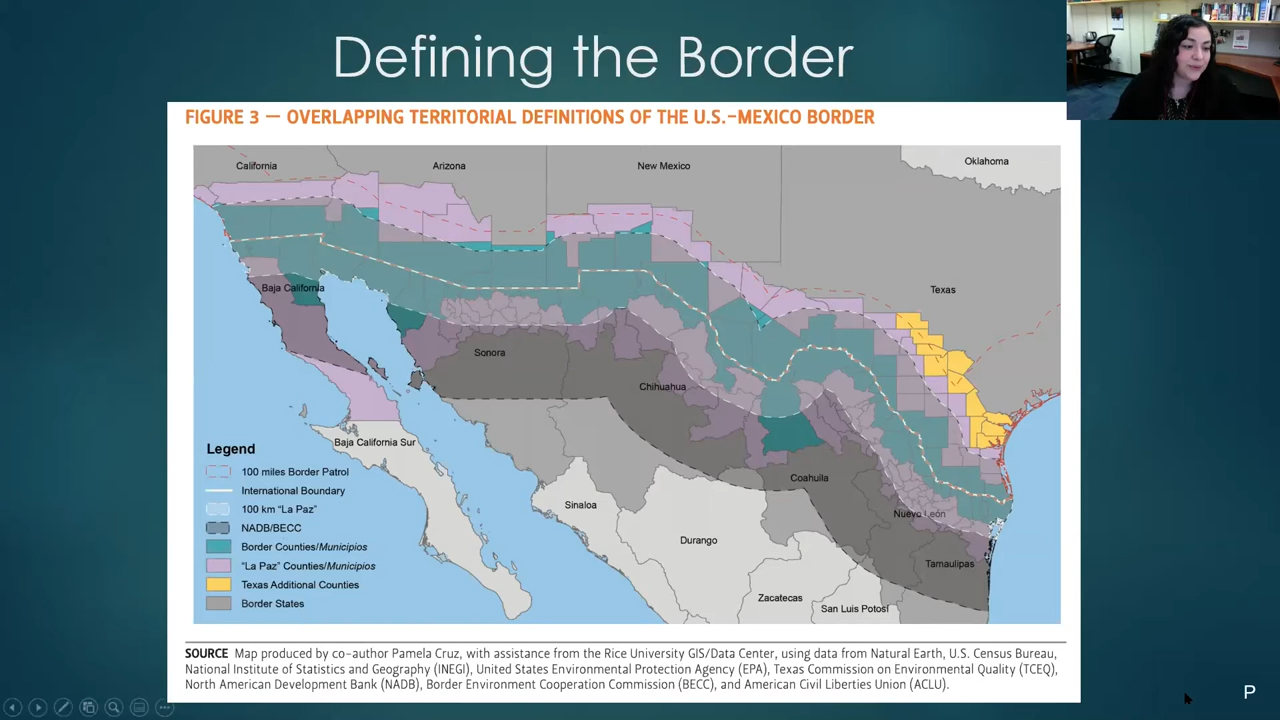 Defining the Border
FIGURE 3 — OVERLAPPING TERRITORIAL DEFINITIONS OF THE U.S.–MEXICO BORDER
California
Arizona
New Mexico
Oklahoma
Texas
Baja California
Sonora
Chihuahua
Baja California Sur
Coahuila
Sinaloa
Nuevo León
Durango
Tamaulipas
Zacatecas
San Luis Potosí
Legend
100 miles Border Patrol
International Boundary
100 km “La Paz”
NADB/BECC
Border Counties/Municipios
“La Paz” Counties/Municipios
Texas Additional Counties
Border States
SOURCE Map produced by co-author Pamela Cruz, with assistance from the Rice University GIS/Data Center, using data from Natural Earth, U.S. Census Bureau,
National Institute of Statistics and Geography (INEGI), United States Environmental Protection Agency (EPA), Texas Commission on Environmental Quality (TCEQ),
North American Development Bank (NADB), Border Environment Cooperation Commission (BECC), and American Civil Liberties Union (ACLU).
P